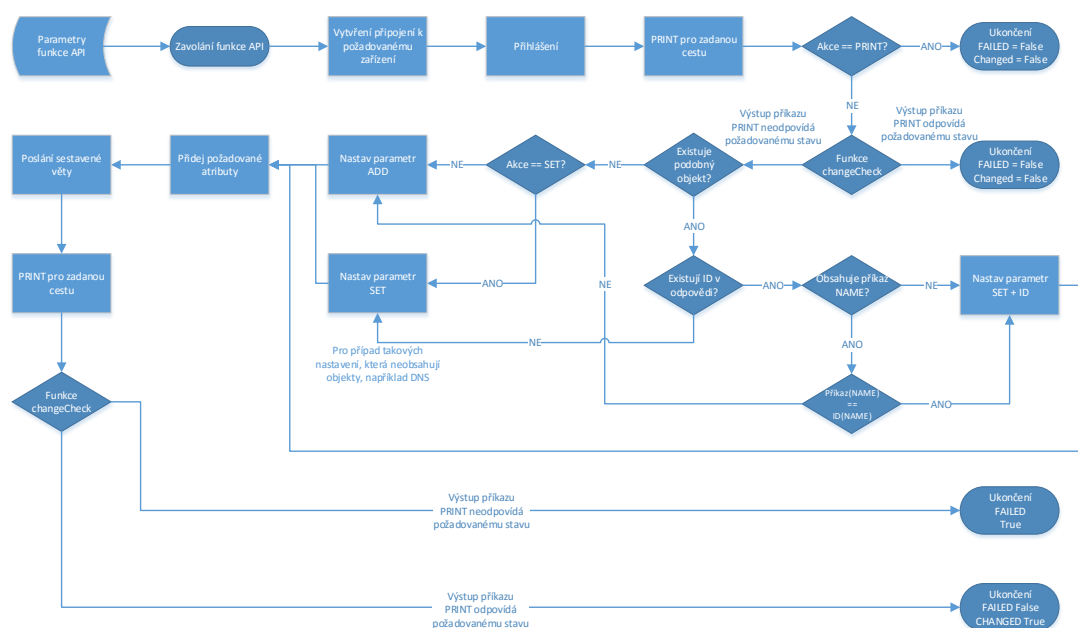 Parametry
funkce API
Zavolání funkce API
Vytvření připojení k
požadovanému
zařízení
Přihlášení
PRINT pro zadanou
cestu
Akce == PRINT?
ANO
Ukončení
FAILED = False
Changed = False
NE
Výstup příkazu
PRINT neodpovídá
požadovanému stavu
Výstup příkazu
PRINT odpovídá
požadovanému stavu
Poslání sestavené
věty
Přidej požadované
atributy
Nastav parametr
ADD
NE
Akce == SET?
NE
Existuje
podobný
objekt?
Funkce
changeCheck
Ukončení
FAILED = False
Changed = False
ANO
PRINT pro zadanou
cestu
Nastav parametr
SET
ANO
NE
Existují ID v
odpovědi?
ANO
Obsahuje příkaz
NAME?
NE
Nastav parametr
SET + ID
NE
ANO
Pro případ takových
nastavení, která neobsahují
objekty, například DNS
Funkce
changeCheck
Příkaz(NAME)
==
ID(NAME)
ANO
Výstup příkazu
PRINT neodpovídá
požadovanému stavu
Ukončení
FAILED
True
Výstup příkazu
PRINT odpovídá
požadovanému stavu
Ukončení
FAILED False
CHANGED True